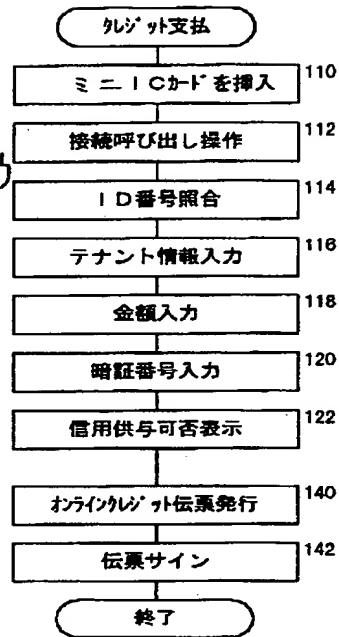 クレジット支払
ミニICカードを挿入 110
接続呼び出し操作 112
ID番号照合 114
テナント情報入力 116
金額入力 118
暗証番号入力 120
信用供与可否表示 122
オンラインクレジット伝票発行 140
伝票サイン 142
終了